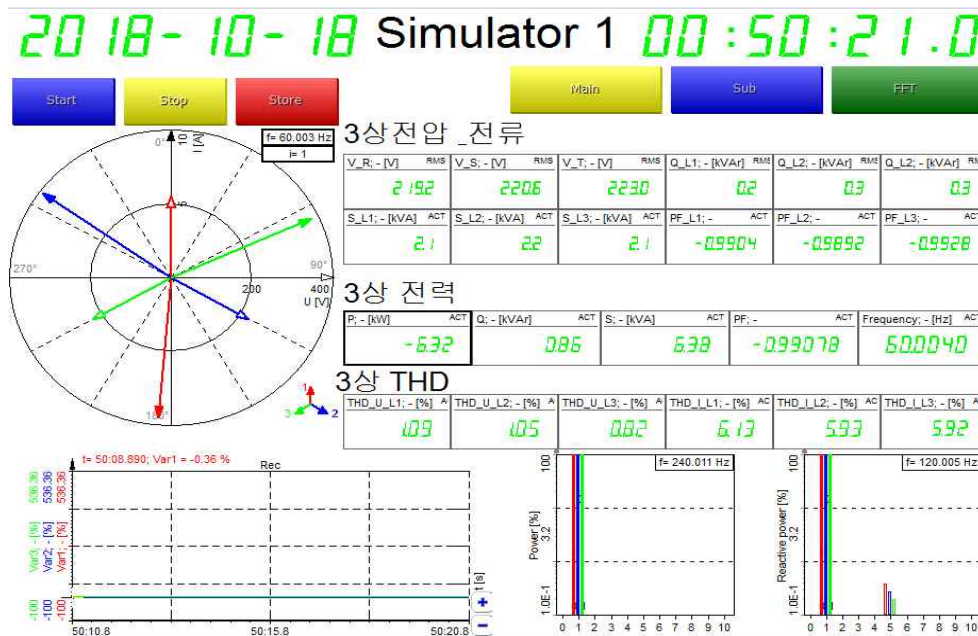 2018-10-18 Simulator 1 00:50:21.0
Start Stop Store Main Sub FFT
f= 60.003 Hz
i= 1
0° 10 I [A]
5
270° 90°
200 400
U [V]
180°
1
3 2
3상전압 _전류
V_R; - [V] RMS V_S; - [V] RMS V_T; - [V] RMS Q_L1; - [kVAr] RMS Q_L2; - [kVAr] RMS Q_L2; - [kVAr] RM
219.2 220.6 223.0 0.2 0.3 0.3
S_L1; - [kVA] ACT S_L2; - [kVA] ACT S_L3; - [kVA] ACT PF_L1; - ACT PF_L2; - ACT PF_L3; - ACT
2.1 2.2 2.1 -0.9904 -0.9892 -0.9928
3상 전력
P; - [kW] ACT Q; - [kVAr] ACT S; - [kVA] ACT PF; - ACT Frequency; - [Hz] ACT
-6.32 0.86 6.38 -0.99078 60.0040
3상 THD
THD_U_L1; - [%] A THD_U_L2; - [%] A THD_U_L3; - [%] A THD_I_L1; - [%] AC THD_I_L2; - [%] AC THD_I_L3; - [%] AC
1.09 1.05 0.82 6.13 5.93 5.92
t= 50:08.890; Var1 = -0.36 %
Rec
536.36 536.36 536.36
Var3; - [%] Var2; - [%] Var1; - [%]
-100 -100 -100
50:10.8 50:15.8 50:20.8
t [s]
+
−
f= 240.011 Hz
100
Power [%]
3.2
1.0E-1
0 1 2 3 4 5 6 7 8 9 10
f= 120.005 Hz
100
Reactive power [%]
3.2
1.0E-1
0 1 2 3 4 5 6 7 8 9 10